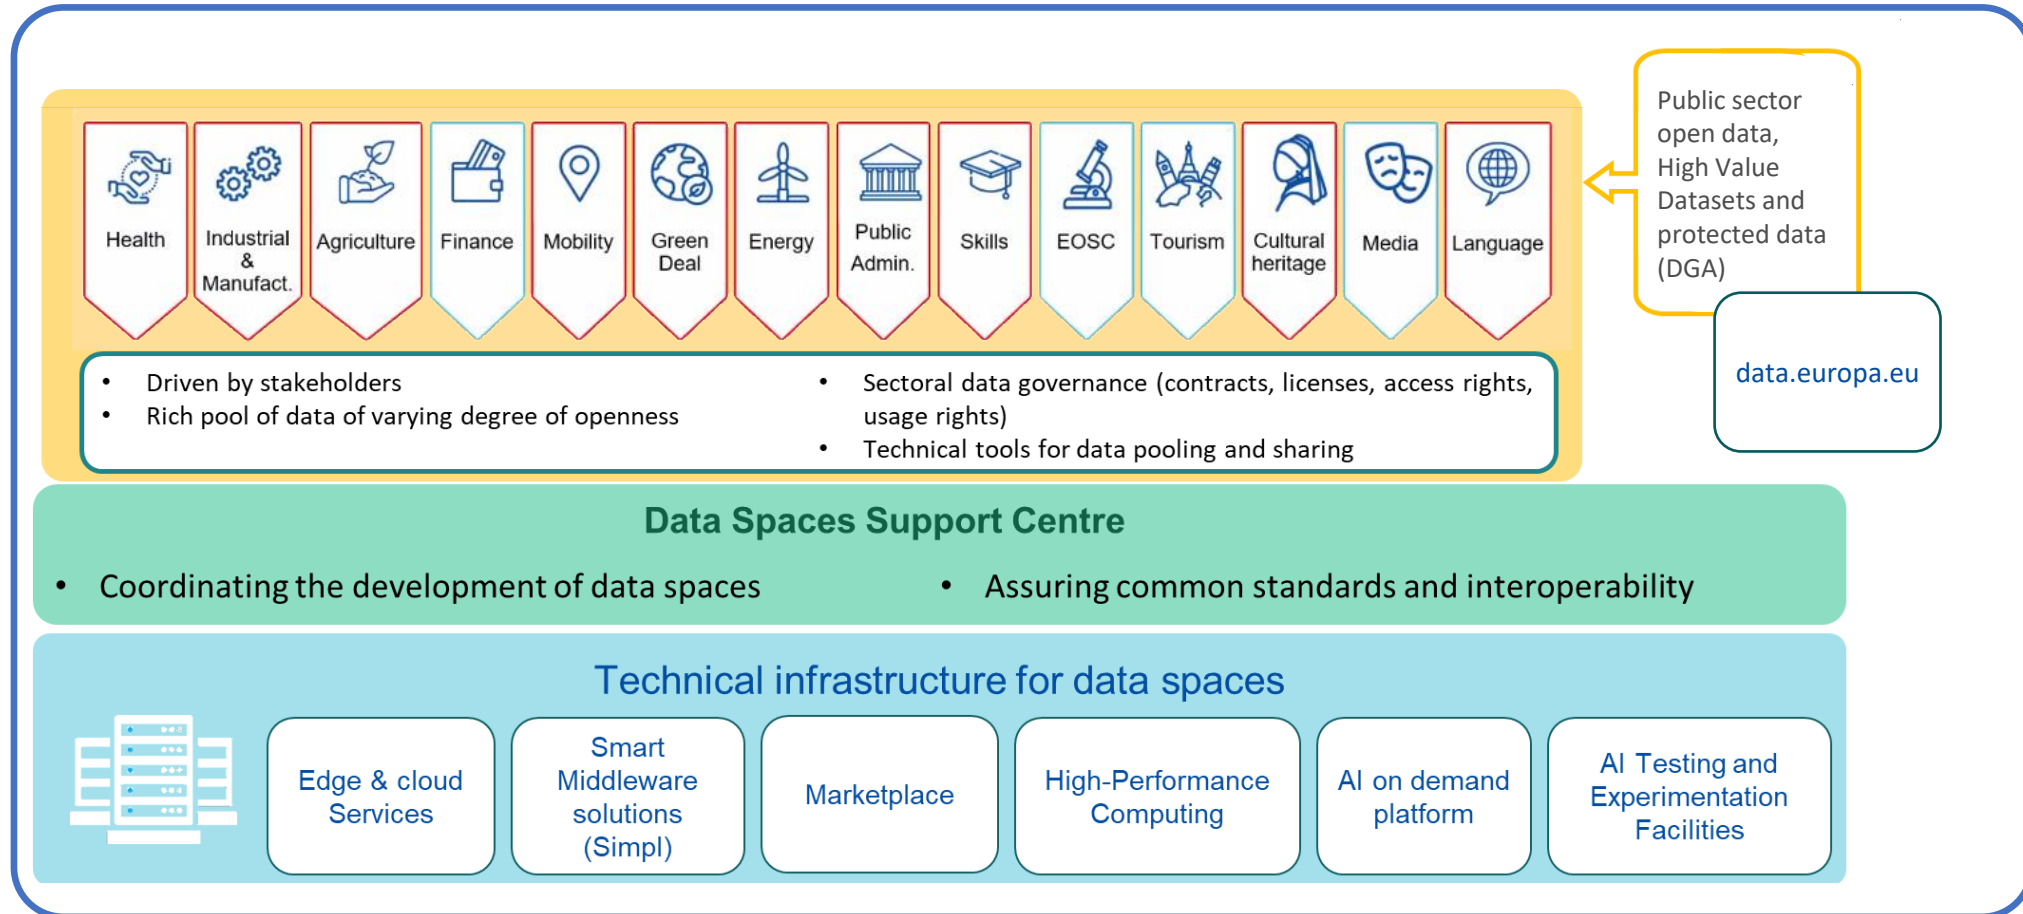 Health
Industrial
&
Manufact.
Agriculture
Finance
Mobility
Green
Deal
Energy
Public
Admin.
Skills
EOSC
Tourism
Cultural
heritage
Media
Language
Public sector
open data,
High Value
Datasets and
protected data
(DGA)
data.europa.eu
• Driven by stakeholders
• Rich pool of data of varying degree of openness
• Sectoral data governance (contracts, licenses, access rights,
usage rights)
• Technical tools for data pooling and sharing
Data Spaces Support Centre
• Coordinating the development of data spaces
• Assuring common standards and interoperability
Technical infrastructure for data spaces
Edge & cloud
Services
Smart
Middleware
solutions
(Simpl)
Marketplace
High-Performance
Computing
AI on demand
platform
AI Testing and
Experimentation
Facilities